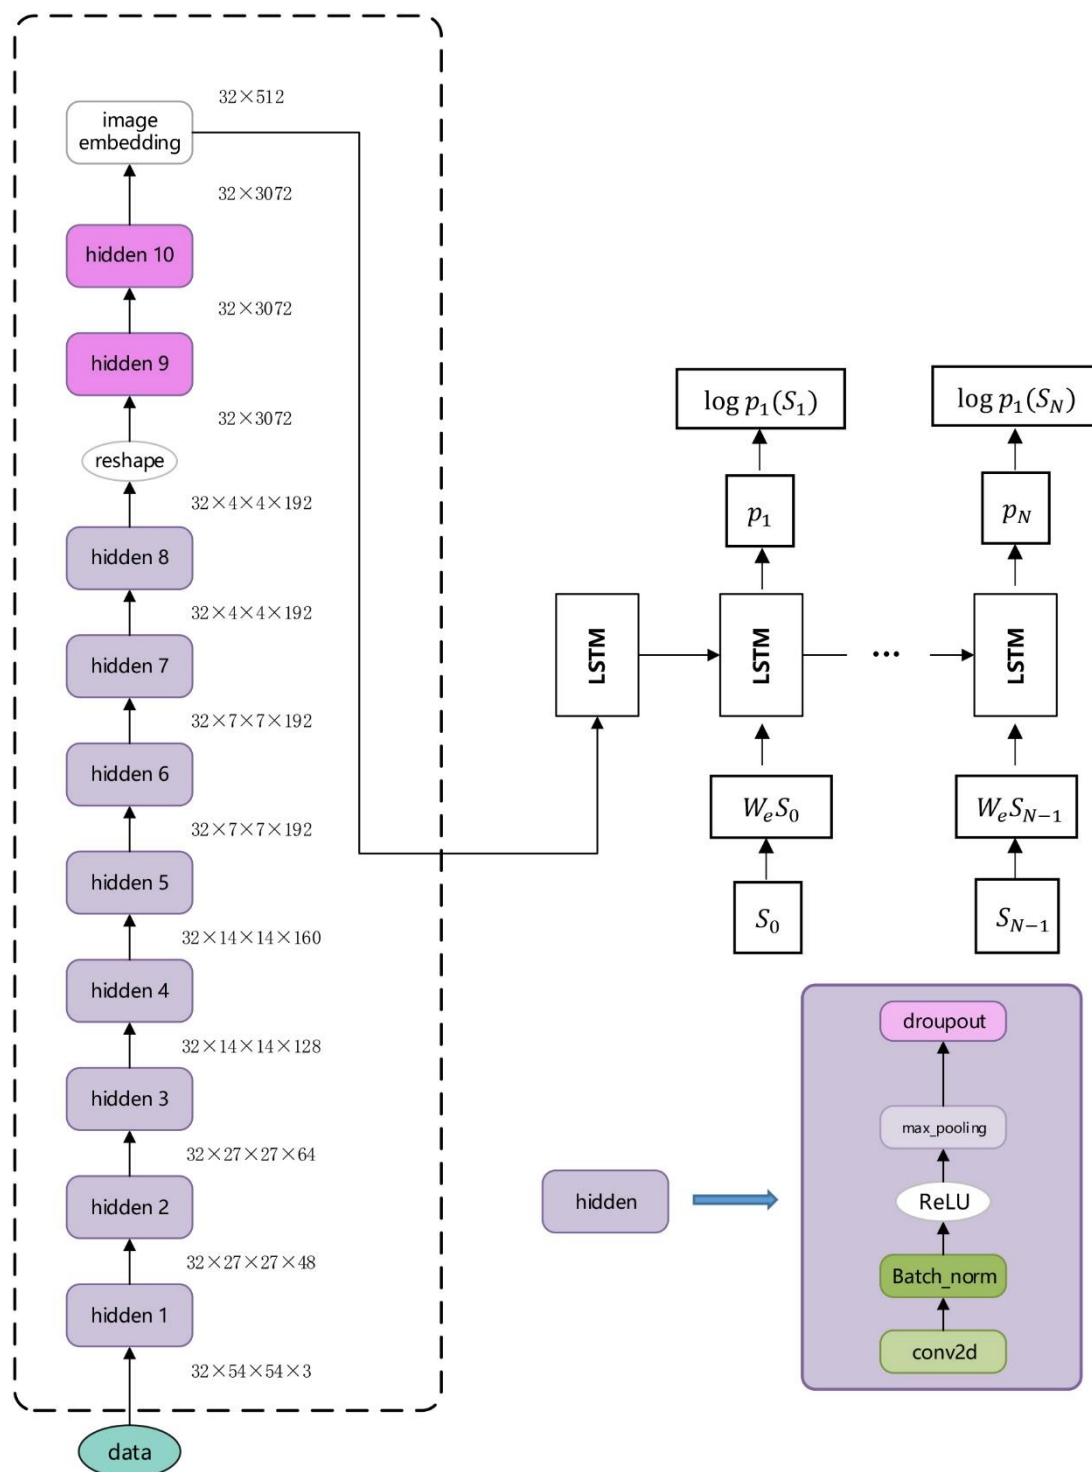 32×512
image
embedding
32×3072
hidden 10
32×3072
hidden 9
32×3072
reshape
32×4×4×192
hidden 8
32×4×4×192
hidden 7
32×7×7×192
hidden 6
32×7×7×192
hidden 5
32×14×14×160
hidden 4
32×14×14×128
hidden 3
32×27×27×64
hidden 2
32×27×27×48
hidden 1
32×54×54×3
data
log p₁(S₁)
log p₁(S_N)
p₁
p_N
LSTM
LSTM
...
LSTM
WₑS₀
WₑS_{N−1}
S₀
S_{N−1}
hidden
droupout
max_pooling
ReLU
Batch_norm
conv2d